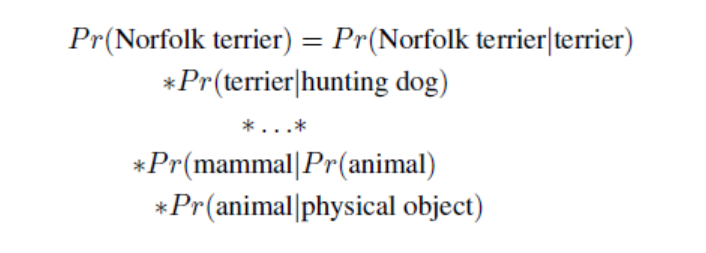 Pr(Norfolk terrier) = Pr(Norfolk terrier|terrier)
*Pr(terrier|hunting dog)
*...*
*Pr(mammal|Pr(animal)
*Pr(animal|physical object)